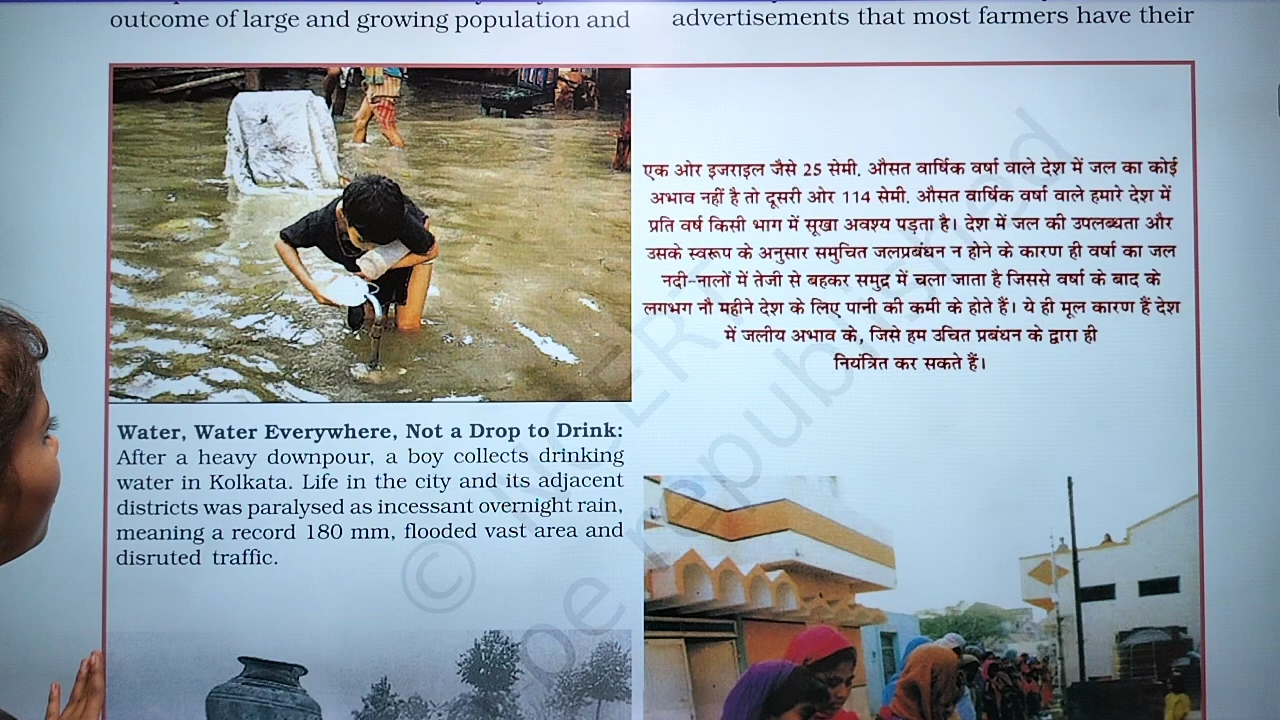 outcome of large and growing population and
advertisements that most farmers have their
एक ओर इजराइल जैसे 25 सेमी. औसत वार्षिक वर्षा वाले देश में जल का कोई
अभाव नहीं है तो दूसरी ओर 114 सेमी. औसत वार्षिक वर्षा वाले हमारे देश में
प्रति वर्ष किसी भाग में सूखा अवश्य पड़ता है। देश में जल की उपलब्धता और
उसके स्वरूप के अनुसार समुचित जलप्रबंधन न होने के कारण ही वर्षा का जल
नदी-नालों में तेजी से बहकर समुद्र में चला जाता है जिससे वर्षा के बाद के
लगभग नौ महीने देश के लिए पानी की कमी के होते हैं। ये ही मूल कारण हैं देश
में जलीय अभाव के, जिसे हम उचित प्रबंधन के द्वारा ही
नियंत्रित कर सकते हैं।
Water, Water Everywhere, Not a Drop to Drink:
After a heavy downpour, a boy collects drinking
water in Kolkata. Life in the city and its adjacent
districts was paralysed as incessant overnight rain,
meaning a record 180 mm, flooded vast area and
disruted traffic.